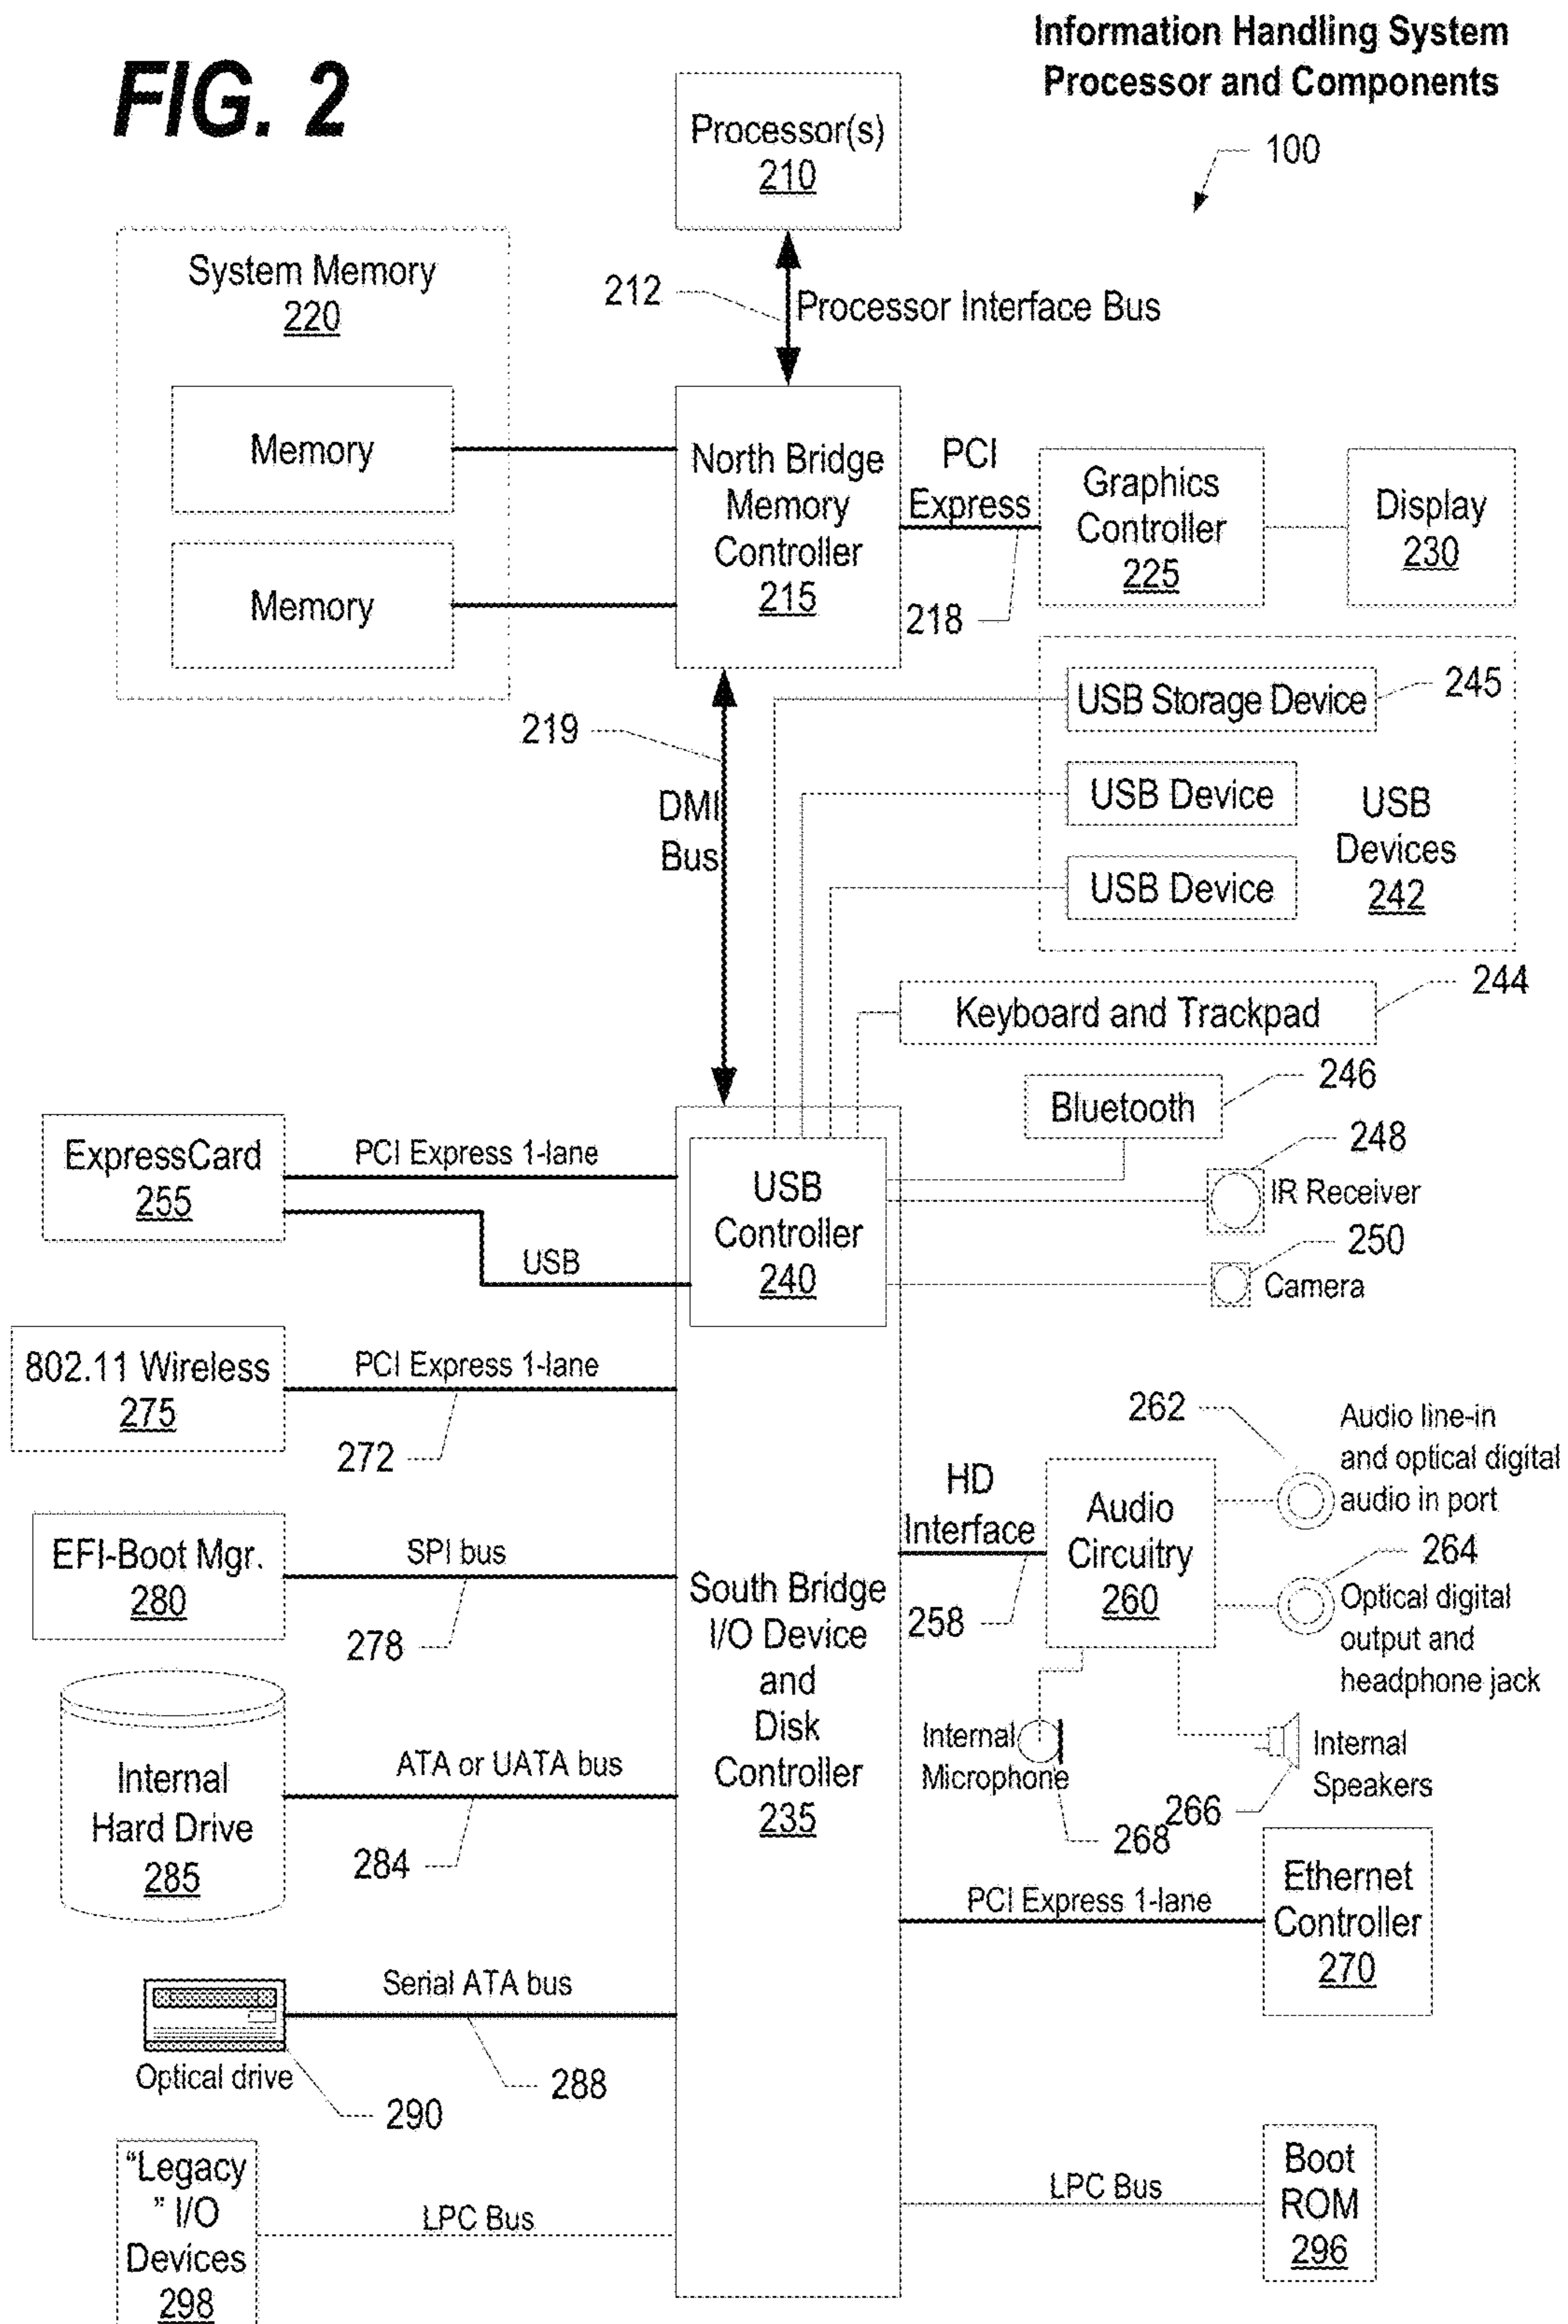 Information Handling System
Processor and Components
FIG. 2
100
Processor(s)
210
System Memory
220
212
Processor Interface Bus
Memory
Memory
North Bridge
Memory
Controller
215
PCI
Express
218
Graphics
Controller
225
Display
230
219
DMI
Bus
USB Storage Device
245
USB Device
USB Device
USB
Devices
242
244
Keyboard and Trackpad
246
Bluetooth
248
IR Receiver
250
Camera
ExpressCard
255
PCI Express 1-lane
USB
USB
Controller
240
802.11 Wireless
275
PCI Express 1-lane
272
262
Audio line-in
and optical digital
audio in port
HD
Interface
258
Audio
Circuitry
260
264
Optical digital
output and
headphone jack
EFI-Boot Mgr.
280
SPI bus
278
South Bridge
I/O Device
and
Disk
Controller
235
Internal
Microphone
268
Internal
Speakers
266
Internal
Hard Drive
285
ATA or UATA bus
284
PCI Express 1-lane
Ethernet
Controller
270
Serial ATA bus
288
Optical drive
290
"Legacy
" I/O
Devices
298
LPC Bus
LPC Bus
Boot
ROM
296